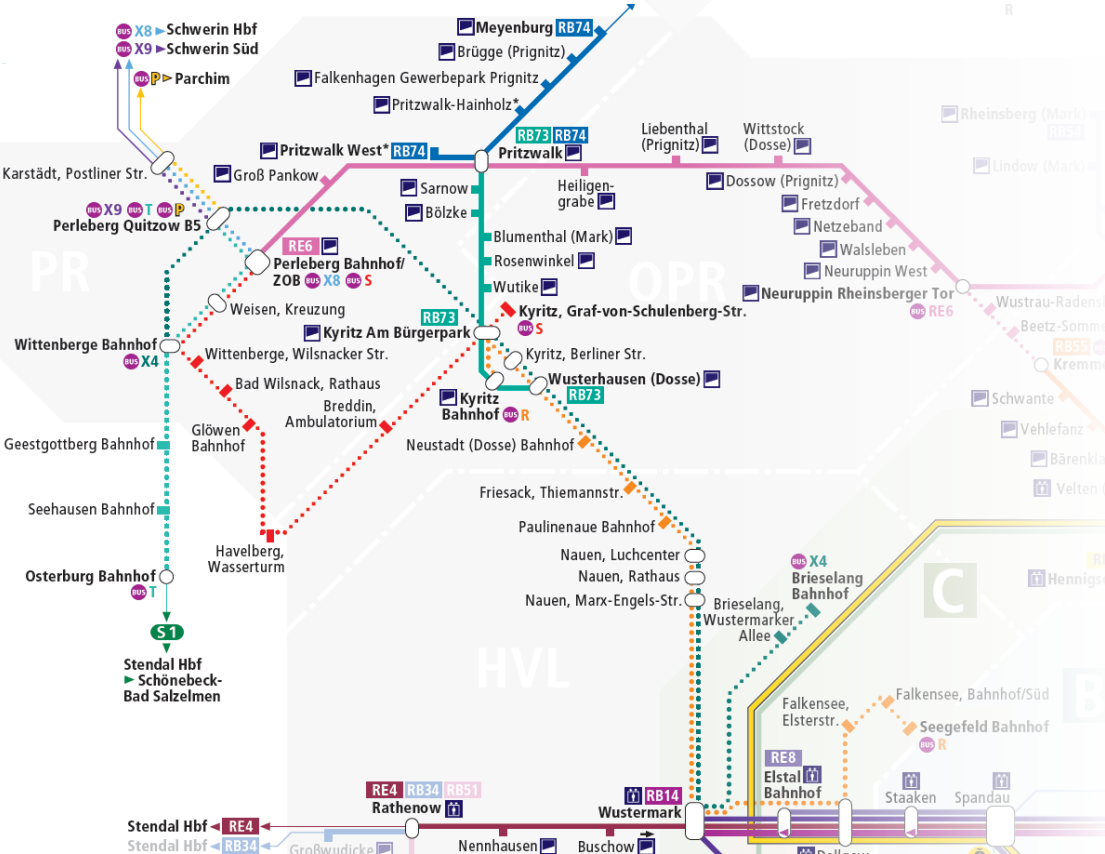 BUS X8 Schwerin Hbf
BUS X9 Schwerin Süd
BUS P Parchim
Karstädt, Postliner Str.
BUS X9 BUS T BUS P
Perleberg Quitzow B5
PR
RE6
Perleberg Bahnhof/
ZOB BUS X8 BUS S
Weisen, Kreuzung
Wittenberge Bahnhof
BUS X4
Wittenberge, Wilsnacker Str.
Bad Wilsnack, Rathaus
Glöwen
Bahnhof
Breddin,
Ambulatorium
Havelberg,
Wasserturm
Geestgottberg Bahnhof
Seehausen Bahnhof
Osterburg Bahnhof
BUS T
S1
Stendal Hbf
Schönebeck-
Bad Salzelmen
Meyenburg RB74
Brügge (Prignitz)
Falkenhagen Gewerbepark Prignitz
Pritzwalk-Hainholz*
Pritzwalk West* RB74
Groß Pankow
RB73 RB74
Pritzwalk
Sarnow
Bölzke
Blumenthal (Mark)
Rosenwinkel
Wutike
Kyritz, Graf-von-Schulenberg-Str.
BUS S
RB73
Kyritz Am Bürgerpark
Kyritz, Berliner Str.
Wusterhausen (Dosse)
RB73
Kyritz
Bahnhof BUS R
Neustadt (Dosse) Bahnhof
Friesack, Thiemannstr.
Paulinenaue Bahnhof
Nauen, Luchcenter
Nauen, Rathaus
Nauen, Marx-Engels-Str.
Liebenthal
(Prignitz)
Wittstock
(Dosse)
Heiligen-
grabe
Dossow (Prignitz)
Fretzdorf
Netzeband
Walsleben
Neuruppin West
Neuruppin Rheinsberger Tor
BUS RE6
OPR
R
Rheinsberg (Mark)
RB54
Lindow (Mark)
Wustrau-Radensl
Beetz-Somme
RB55
Kremme
Schwante
Vehlefanz
Bärenkla
Velten (
Hennigs
C
B
HVL
BUS X4
Brieselang
Bahnhof
Brieselang,
Wustermarker
Allee
Falkensee, Bahnhof/Süd
Falkensee,
Elsterstr.
Seegefeld Bahnhof
BUS R
RE8
Elstal
Bahnhof
Staaken
Spandau
RB14
Wustermark
RE4 RB34 RB51
Rathenow
Stendal Hbf RE4
Stendal Hbf RB34
Großwudicke
Nennhausen
Buschow